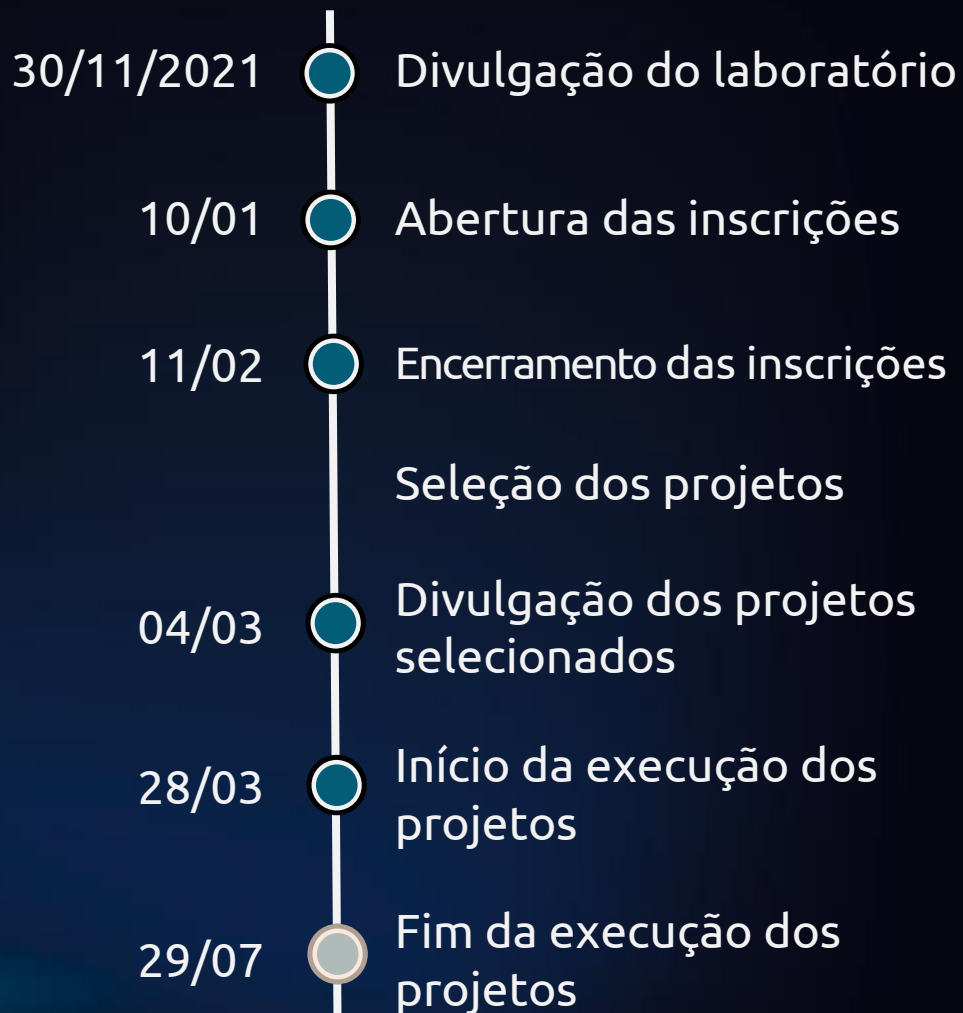 30/11/2021 Divulgação do laboratório
10/01 Abertura das inscrições
11/02 Encerramento das inscrições
Seleção dos projetos
04/03 Divulgação dos projetos
selecionados
28/03 Início da execução dos
projetos
29/07 Fim da execução dos
projetos